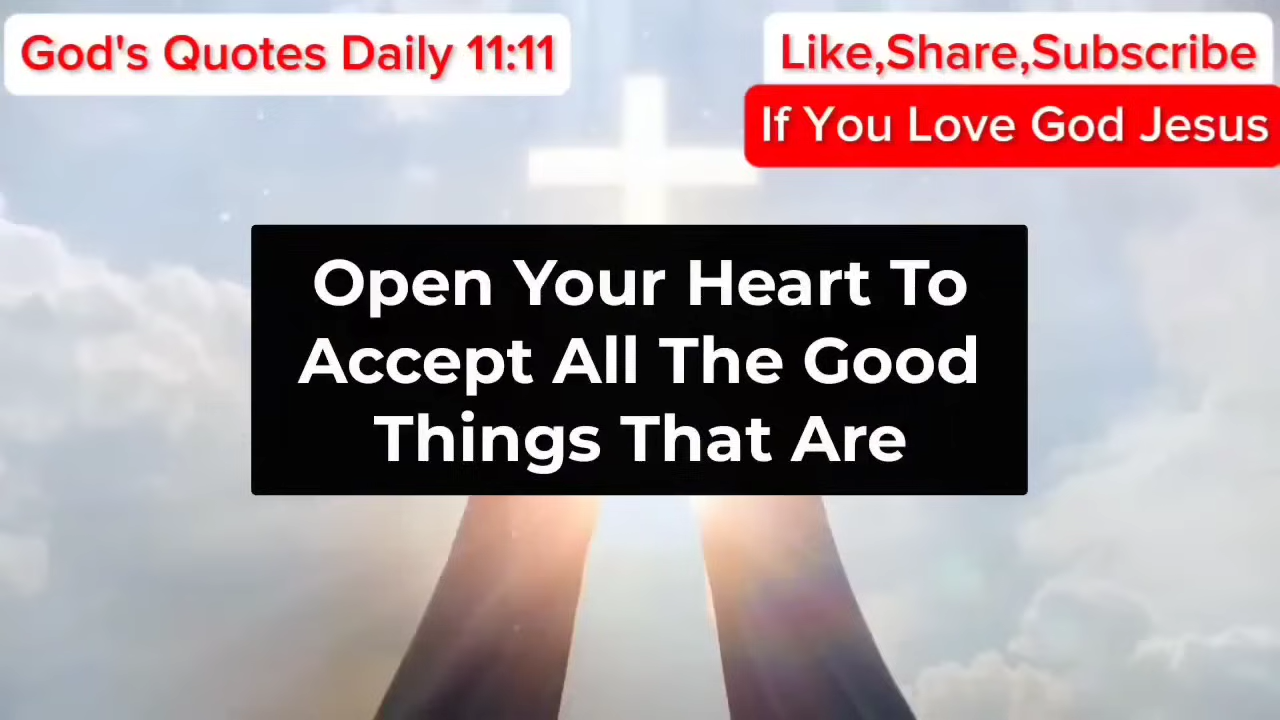 God's Quotes Daily 11:11
Like,Share,Subscribe
If You Love God Jesus
Open Your Heart To
Accept All The Good
Things That Are